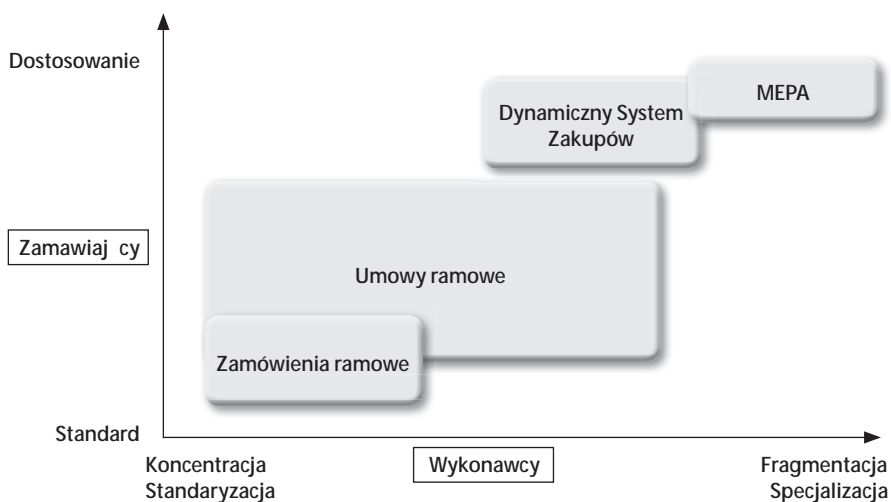 Dostosowanie
MEPA
Dynamiczny System
Zakupów
Zamawiaj cy
Umowy ramowe
Zamówienia ramowe
Standard
Koncentracja
Standaryzacja
Wykonawcy
Fragmentacja
Specjalizacja